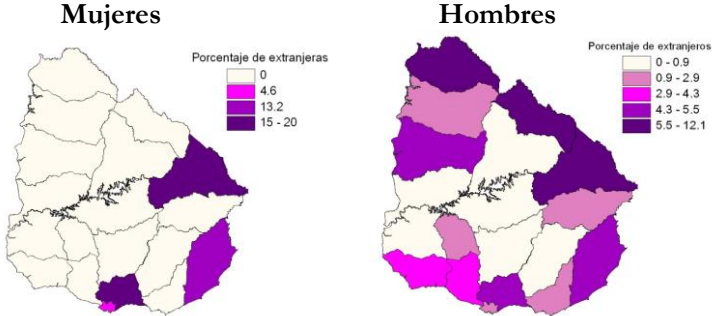 Mujeres
Porcentaje de extranjeras
0
4.6
13.2
15 - 20
Hombres
Porcentaje de extranjeros
0 - 0.9
0.9 - 2.9
2.9 - 4.3
4.3 - 5.5
5.5 - 12.1